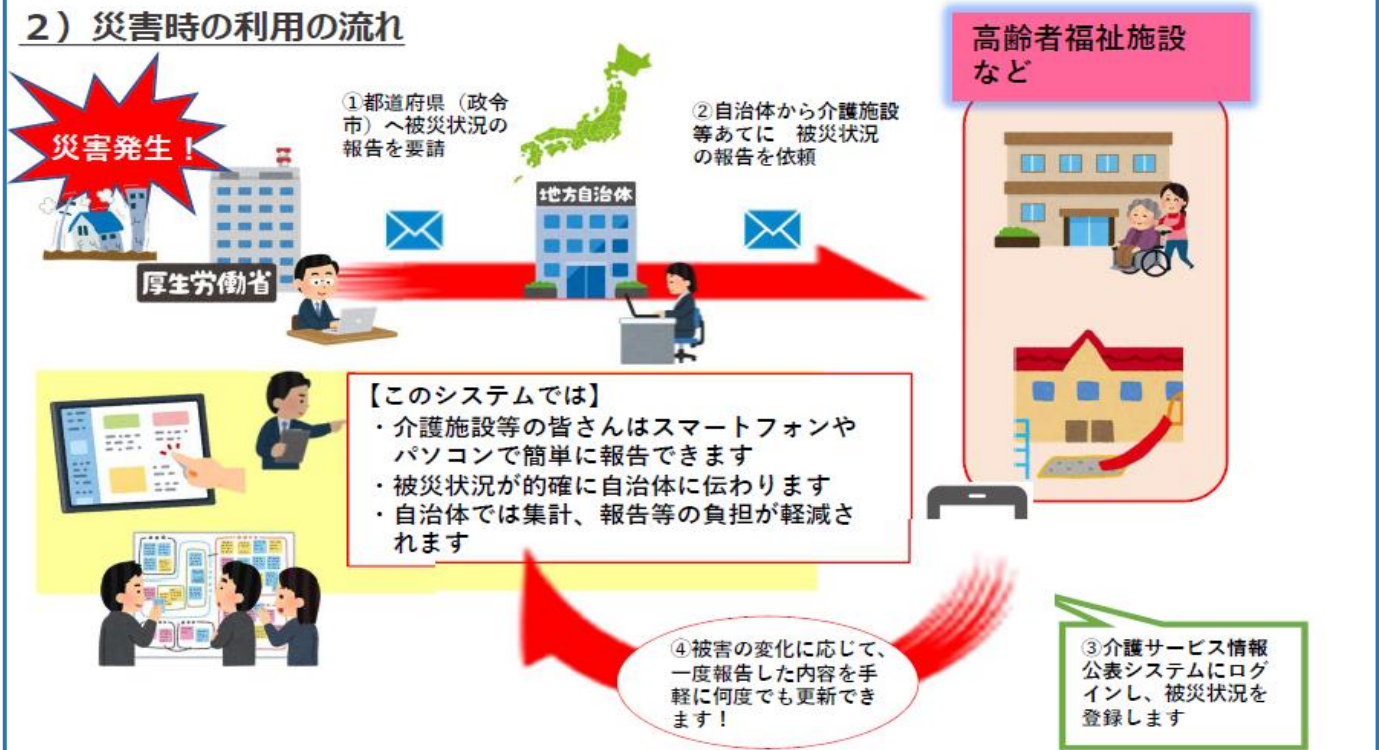 ２）災害時の利用の流れ
災害発生！
厚生労働省
①都道府県（政令
市）へ被災状況の
報告を要請
地方自治体
②自治体から介護施設
等あてに　被災状況
の報告を依頼
高齢者福祉施設
など
【このシステムでは】
・介護施設等の皆さんはスマートフォンや
パソコンで簡単に報告できます
・被災状況が的確に自治体に伝わります
・自治体では集計、報告等の負担が軽減さ
れます
③介護サービス情報
公表システムにログ
インし、被災状況を
登録します
④被害の変化に応じて、
一度報告した内容を手
軽に何度でも更新でき
ます！